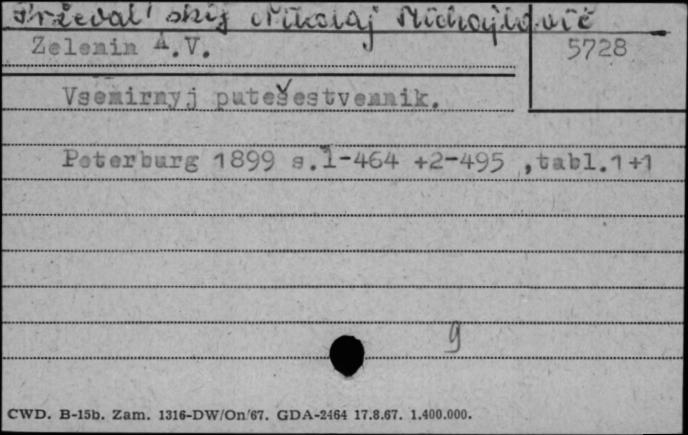 Prževal'skij Nikolaj Michajlovič
Zelenin A.V.
5728
Vsemirnyj putešestvennik.
Peterburg 1899 s.1-464 +2-495 ,tabl.1+1
g
CWD. B-15b. Zam. 1316-DW/On/67. GDA-2464 17.8.67. 1.400.000.